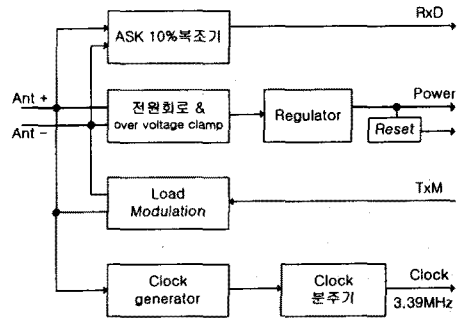 RxD
ASK 10%복조기
Ant +
Ant −
전원회로 &
over voltage clamp
Regulator
Power
Reset
Load
Modulation
TxM
Clock
generator
Clock
분주기
Clock
3.39MHz